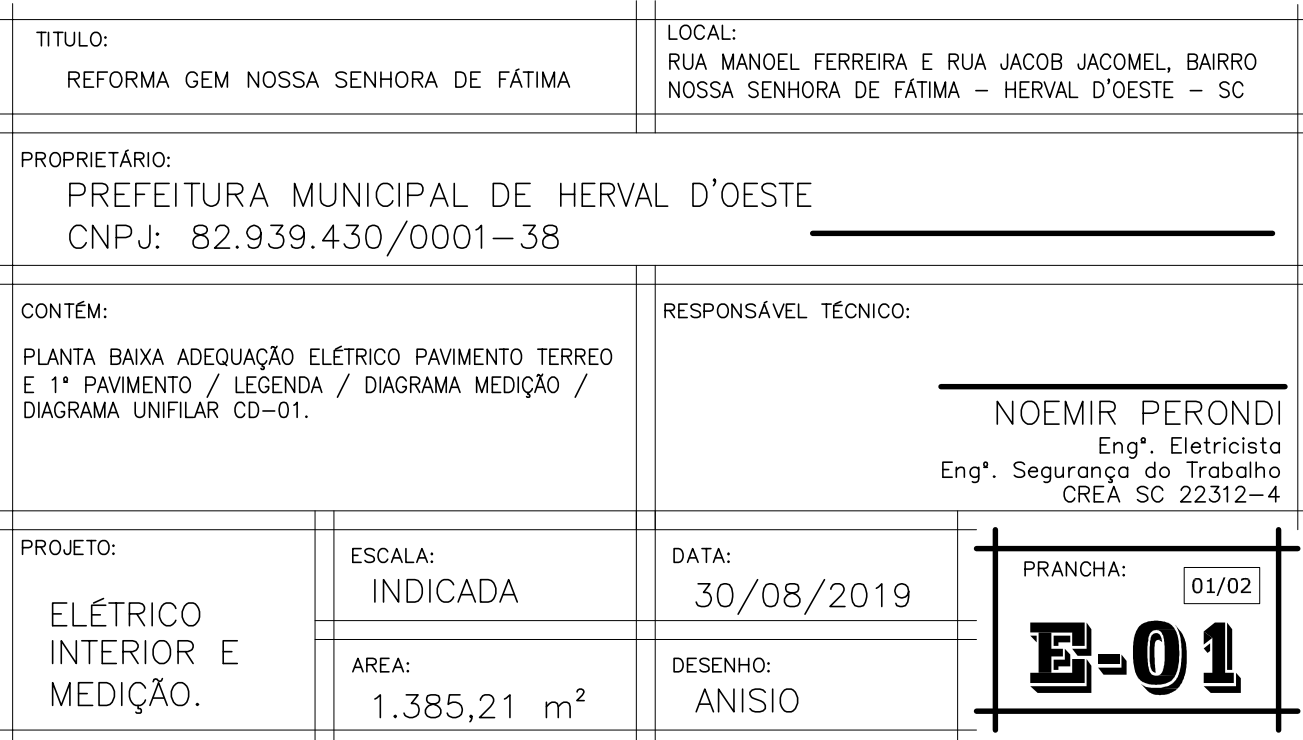 TITULO:
REFORMA GEM NOSSA SENHORA DE FÁTIMA
LOCAL:
RUA MANOEL FERREIRA E RUA JACOB JACOMEL, BAIRRO
NOSSA SENHORA DE FÁTIMA – HERVAL D'OESTE – SC
PROPRIETÁRIO:
PREFEITURA MUNICIPAL DE HERVAL D'OESTE
CNPJ: 82.939.430/0001–38
CONTÉM:
PLANTA BAIXA ADEQUAÇÃO ELÉTRICO PAVIMENTO TERREO
E 1ª PAVIMENTO / LEGENDA / DIAGRAMA MEDIÇÃO /
DIAGRAMA UNIFILAR CD–01.
RESPONSÁVEL TÉCNICO:
NOEMIR PERONDI
Engª. Eletricista
Engª. Segurança do Trabalho
CREA SC 22312–4
PROJETO:
ELÉTRICO
INTERIOR E
MEDIÇÃO.
ESCALA:
INDICADA
DATA:
30/08/2019
AREA:
1.385,21 m²
DESENHO:
ANISIO
PRANCHA:
01/02
E-01